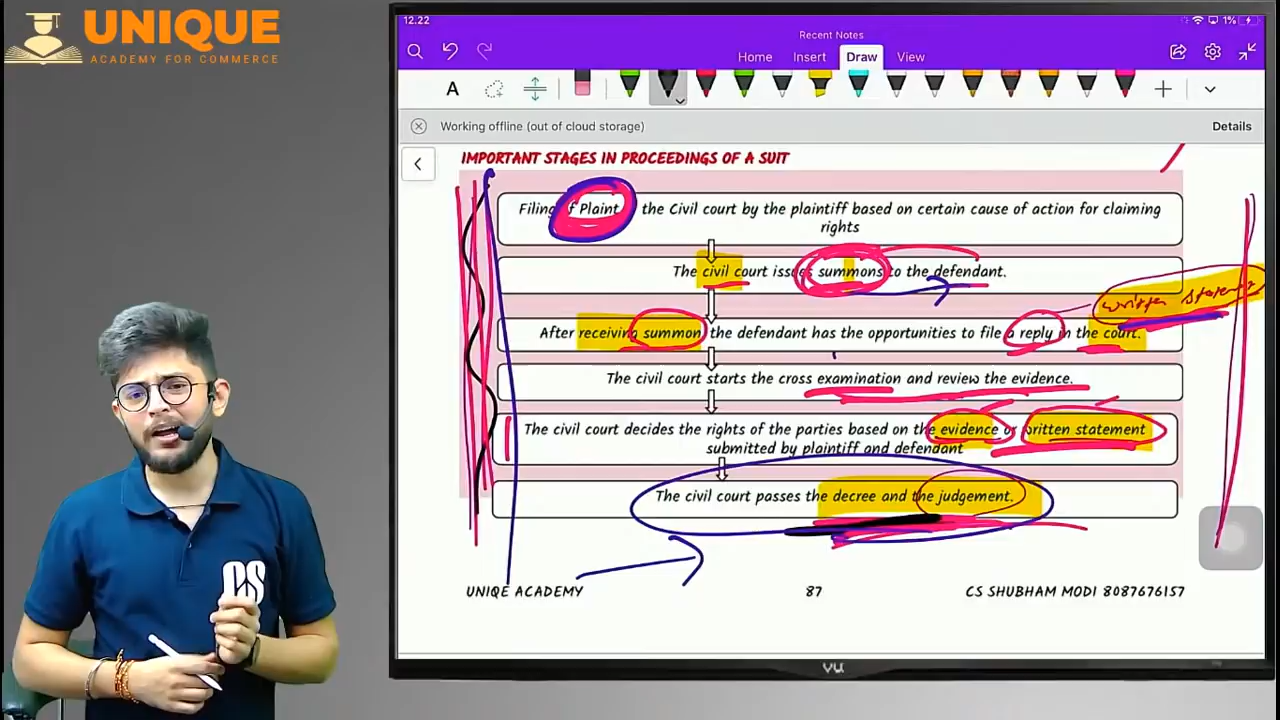 UNIQUE
ACADEMY FOR COMMERCE
12.22
1%
Recent Notes
Home Insert Draw View
A
Working offline (out of cloud storage)
Details
IMPORTANT STAGES IN PROCEEDINGS OF A SUIT
Filing of Plaint the Civil court by the plaintiff based on certain cause of action for claiming
rights
The civil court issues summons to the defendant.
written statement
After receiving summon the defendant has the opportunities to file a reply in the court.
The civil court starts the cross examination and review the evidence.
The civil court decides the rights of the parties based on the evidence or written statement
submitted by plaintiff and defendant
The civil court passes the decree and the judgement.
UNIQE ACADEMY 87 CS SHUBHAM MODI 8087676157
CS
VU